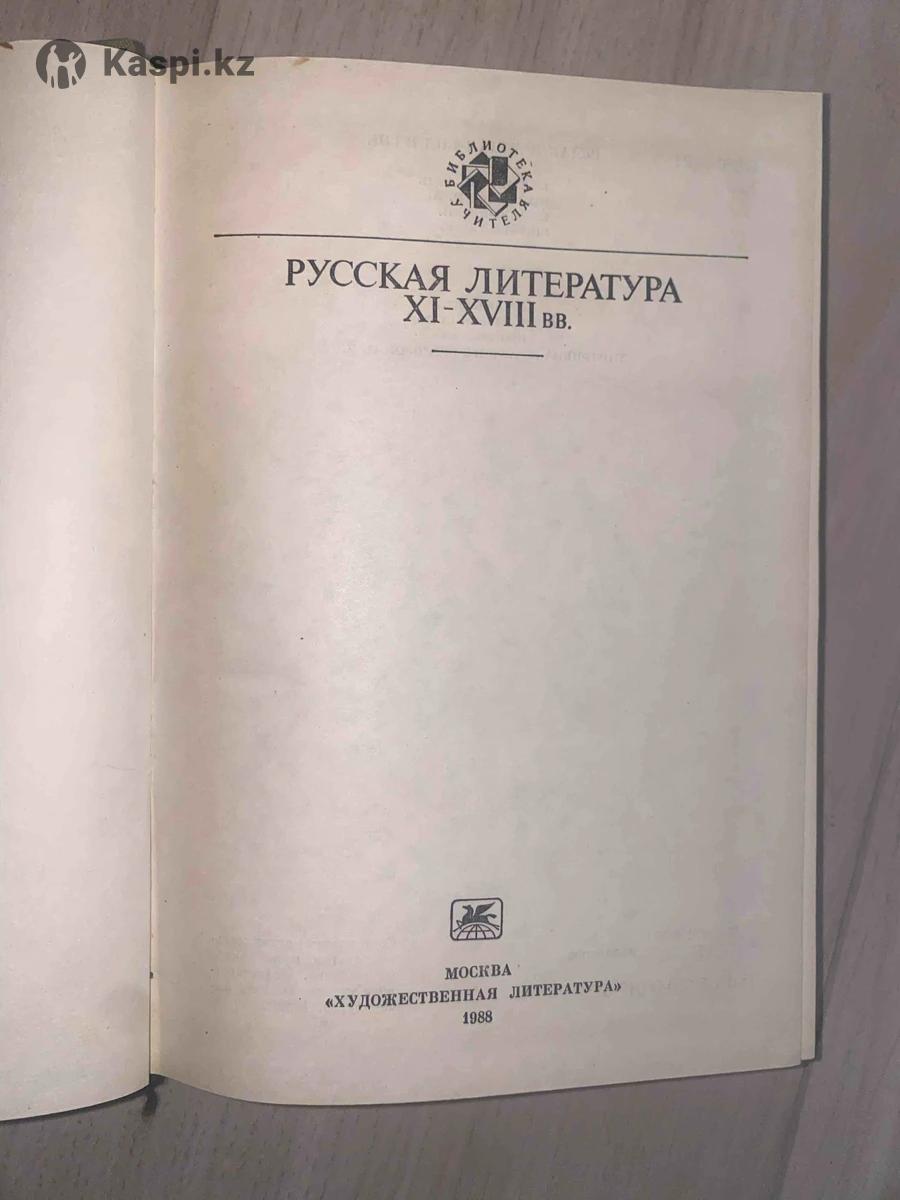 Kaspi.kz
БИБЛИОТЕКА
УЧИТЕЛЯ
РУССКАЯ ЛИТЕРАТУРА
XI-XVIII ВВ.
МОСКВА
«ХУДОЖЕСТВЕННАЯ ЛИТЕРАТУРА»
1988